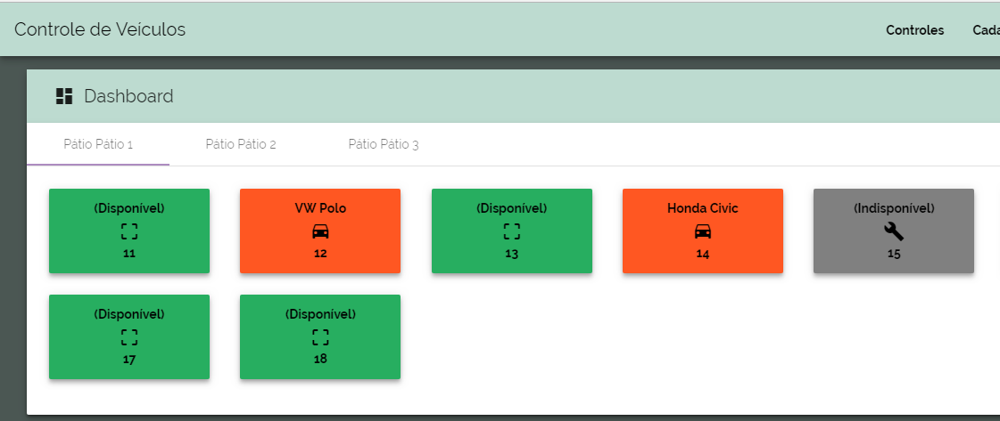 Controle de Veículos
Controles
Dashboard
Pátio Pátio 1
Pátio Pátio 2
Pátio Pátio 3
(Disponível)
11
VW Polo
12
(Disponível)
13
Honda Civic
14
(Indisponível)
15
(Disponível)
17
(Disponível)
18